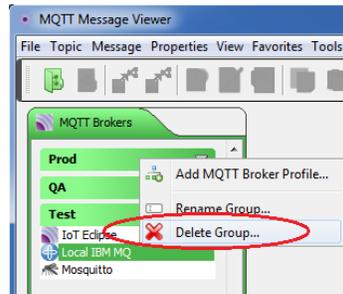 MQTT Message Viewer
File Topic Message Properties View Favorites Tools
MQTT Brokers
Prod
Add MQTT Broker Profile...
QA
Rename Group...
Test
Delete Group...
IoT Eclipse
Local IBM MQ
Mosquitto